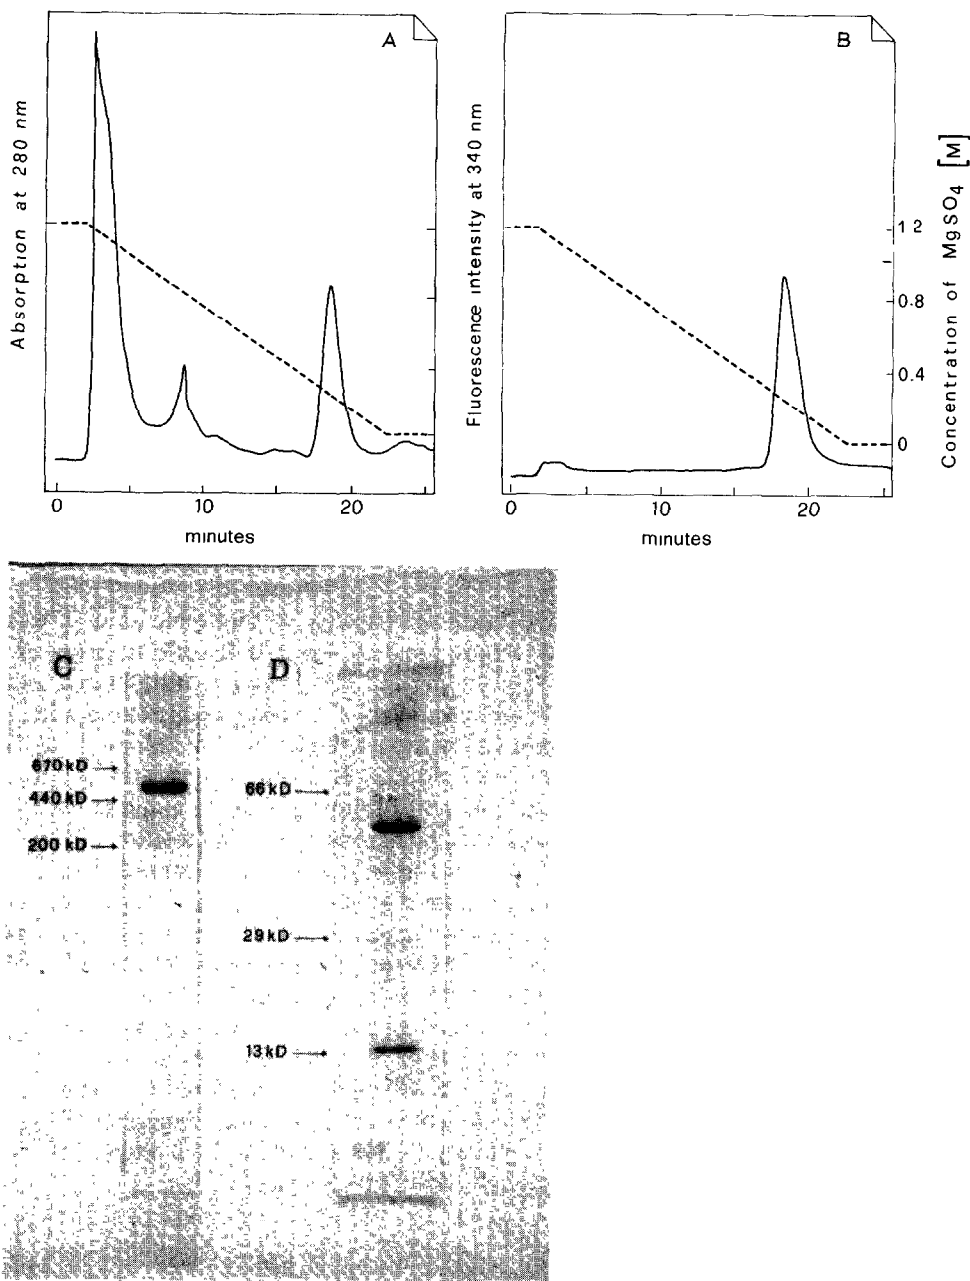 A
B
Absorption at 280 nm
Fluorescence intensity at 340 nm
Concentration of MgSO4 [M]
1 2
0.8
0.4
0
0 10 20
minutes
0 10 20
minutes
C
D
670 kD
440 kD
200 kD
66 kD
29 kD
13 kD